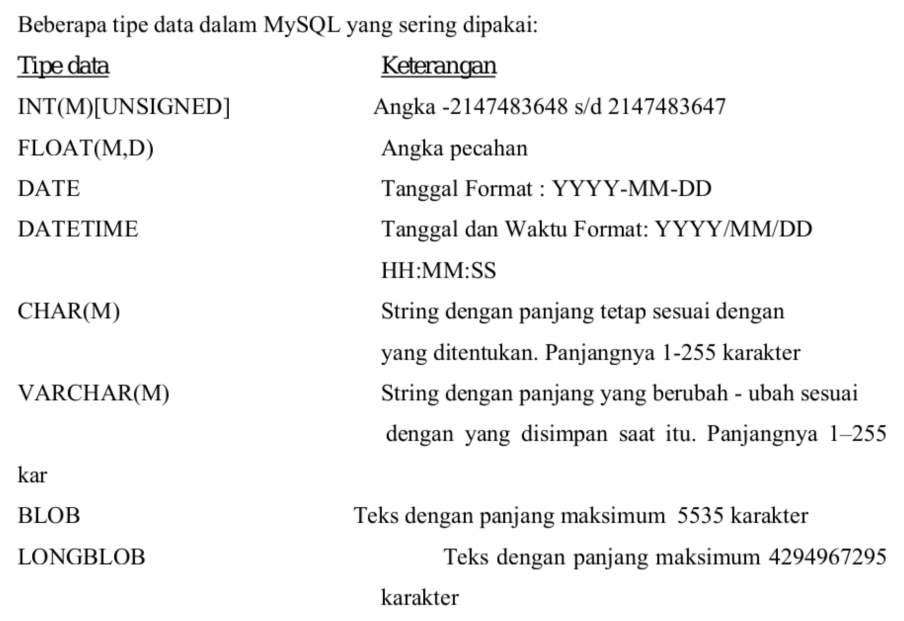 Beberapa tipe data dalam MySQL yang sering dipakai:
Tipe data Keterangan
INT(M)[UNSIGNED] Angka -2147483648 s/d 2147483647
FLOAT(M,D) Angka pecahan
DATE Tanggal Format : YYYY-MM-DD
DATETIME Tanggal dan Waktu Format: YYYY/MM/DD
HH:MM:SS
CHAR(M) String dengan panjang tetap sesuai dengan
yang ditentukan. Panjangnya 1-255 karakter
VARCHAR(M) String dengan panjang yang berubah - ubah sesuai
dengan yang disimpan saat itu. Panjangnya 1–255
kar
BLOB Teks dengan panjang maksimum 5535 karakter
LONGBLOB Teks dengan panjang maksimum 4294967295
karakter